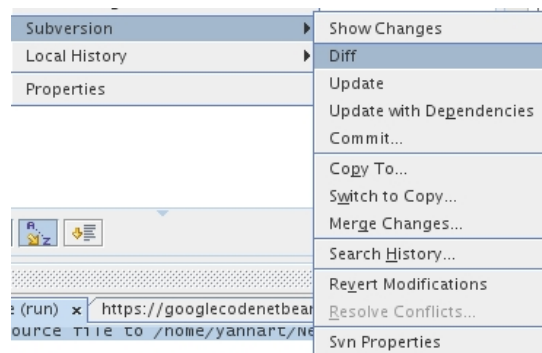 Subversion
Local History
Properties
Show Changes
Diff
Update
Update with Dependencies
Commit...
Copy To...
Switch to Copy...
Merge Changes...
Search History...
Revert Modifications
Resolve Conflicts...
Svn Properties
(run) x https://googlecodenetbear
ource file to /home/yannart/Ne